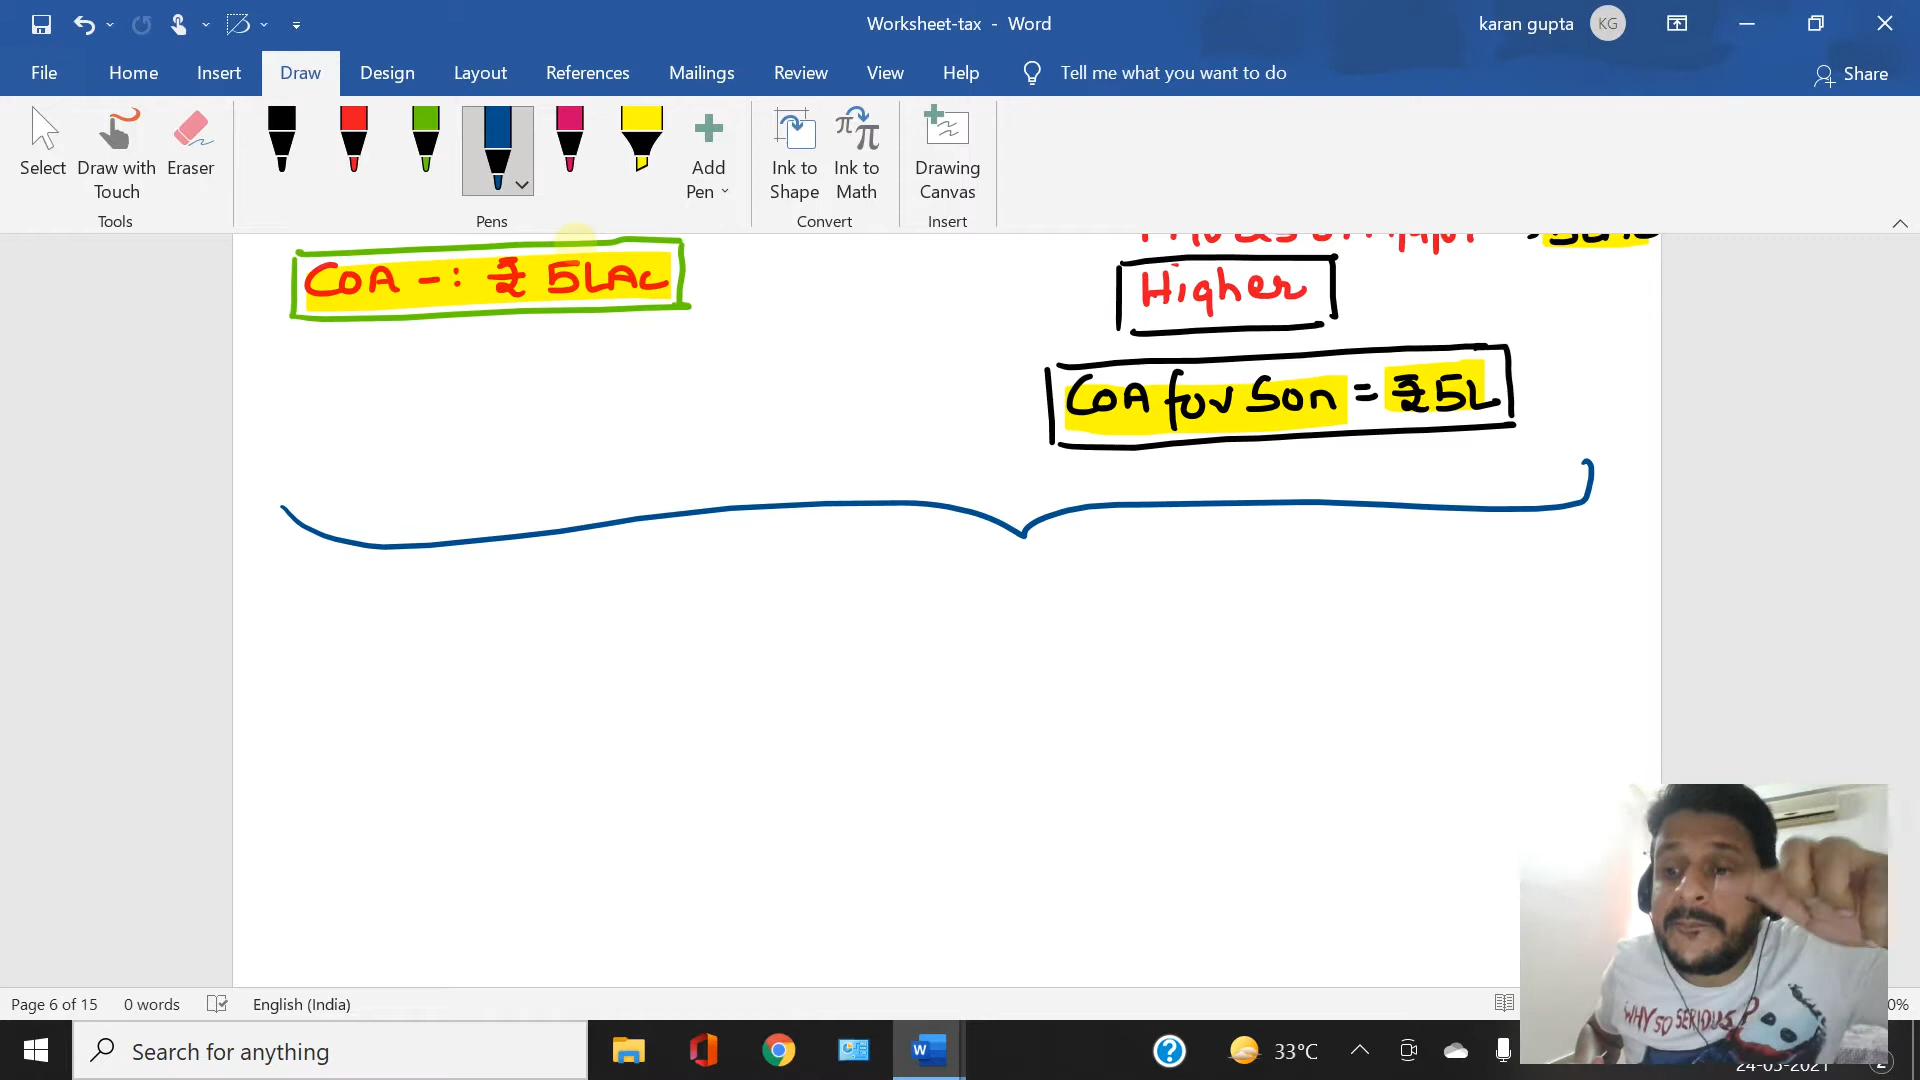 Worksheet-tax - Word
karan gupta
KG
File Home Insert Draw Design Layout References Mailings Review View Help Tell me what you want to do Share
Select
Draw with Touch
Eraser
Add Pen
Ink to Shape
Ink to Math
Drawing Canvas
Tools
Pens
Convert
Insert
COA -: ₹ 5LAC
Higher
COA for Son = ₹5L
WHY SO SERIOUS?
Page 6 of 15 0 words English (India)
Search for anything
33°C